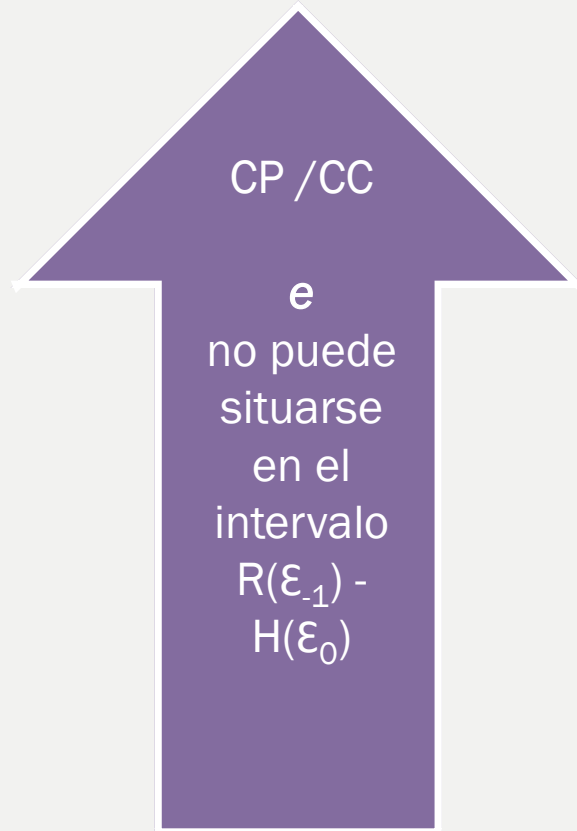 CP /CC
e
no puede
situarse
en el
intervalo
R(Ɛ₋₁) -
H(Ɛ₀)